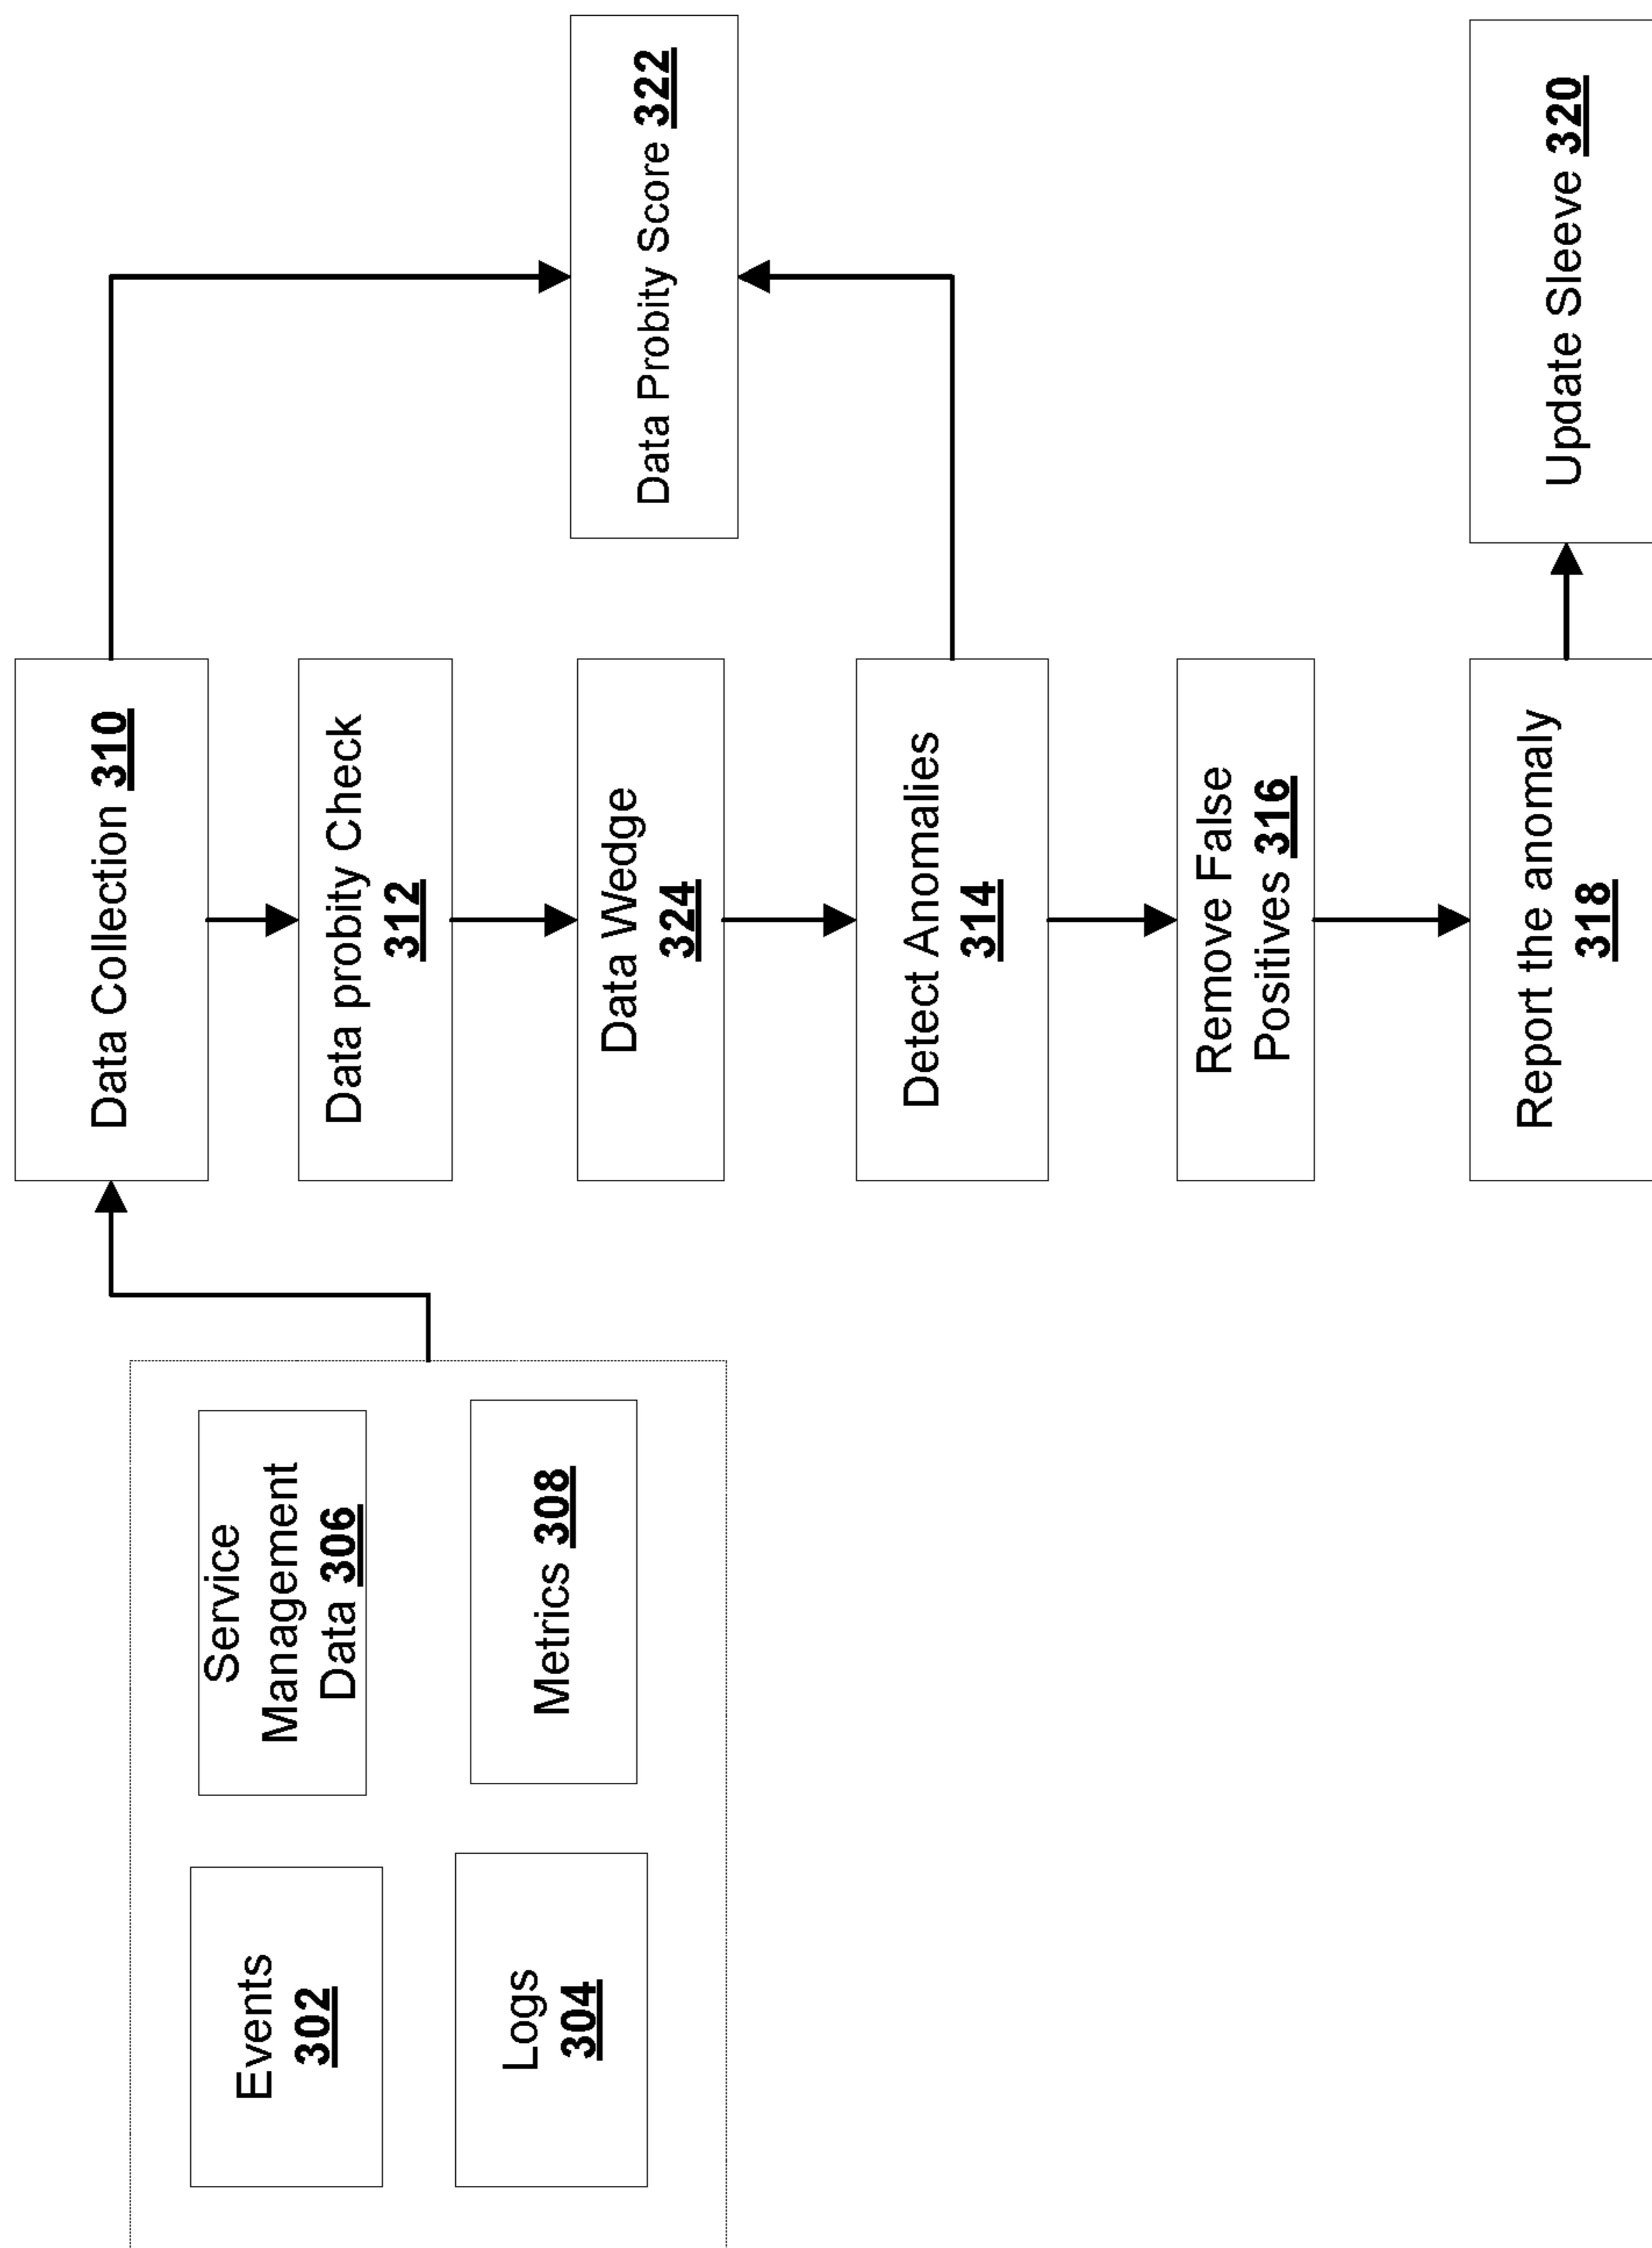 Events
302
Logs
304
Service
Management
Data 306
Metrics 308
Data Collection 310
Data probity Check
312
Data Wedge
324
Detect Anomalies
314
Remove False
Positives 316
Report the anomaly
318
Data Probity Score 322
Update Sleeve 320